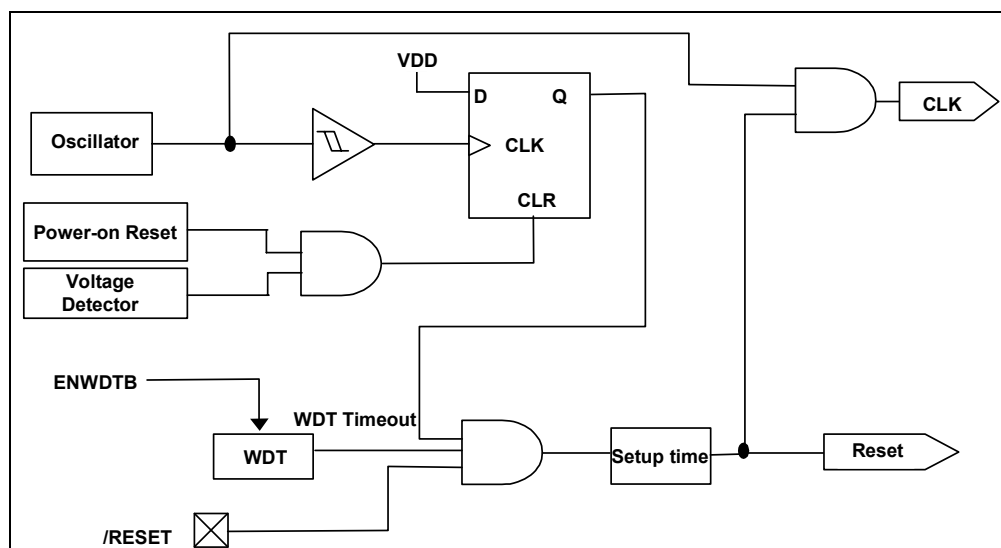 VDD
D
Q
CLK
Oscillator
CLK
CLR
Power-on Reset
Voltage
Detector
ENWDTB
WDT Timeout
WDT
Setup time
Reset
/RESET